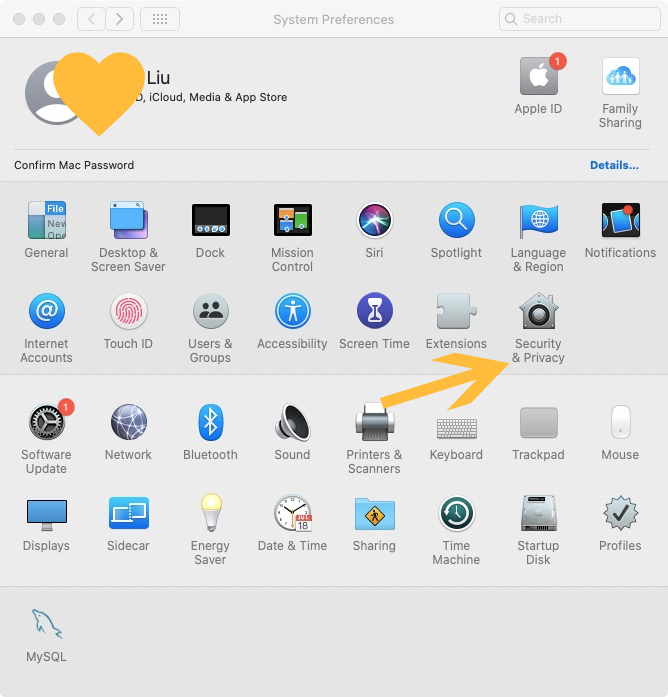 System Preferences
Search
Liu
, iCloud, Media & App Store
1
Apple ID
Family
Sharing
Confirm Mac Password
Details...
File
New
Ope
General
Desktop &
Screen Saver
Dock
Mission
Control
Siri
Spotlight
Language
& Region
Notifications
Internet
Accounts
Touch ID
Users &
Groups
Accessibility
Screen Time
Extensions
Security
& Privacy
1
Software
Update
Network
Bluetooth
Sound
Printers &
Scanners
Keyboard
Trackpad
Mouse
Displays
Sidecar
Energy
Saver
JUL
18
Date & Time
Sharing
Time
Machine
Startup
Disk
Profiles
MySQL